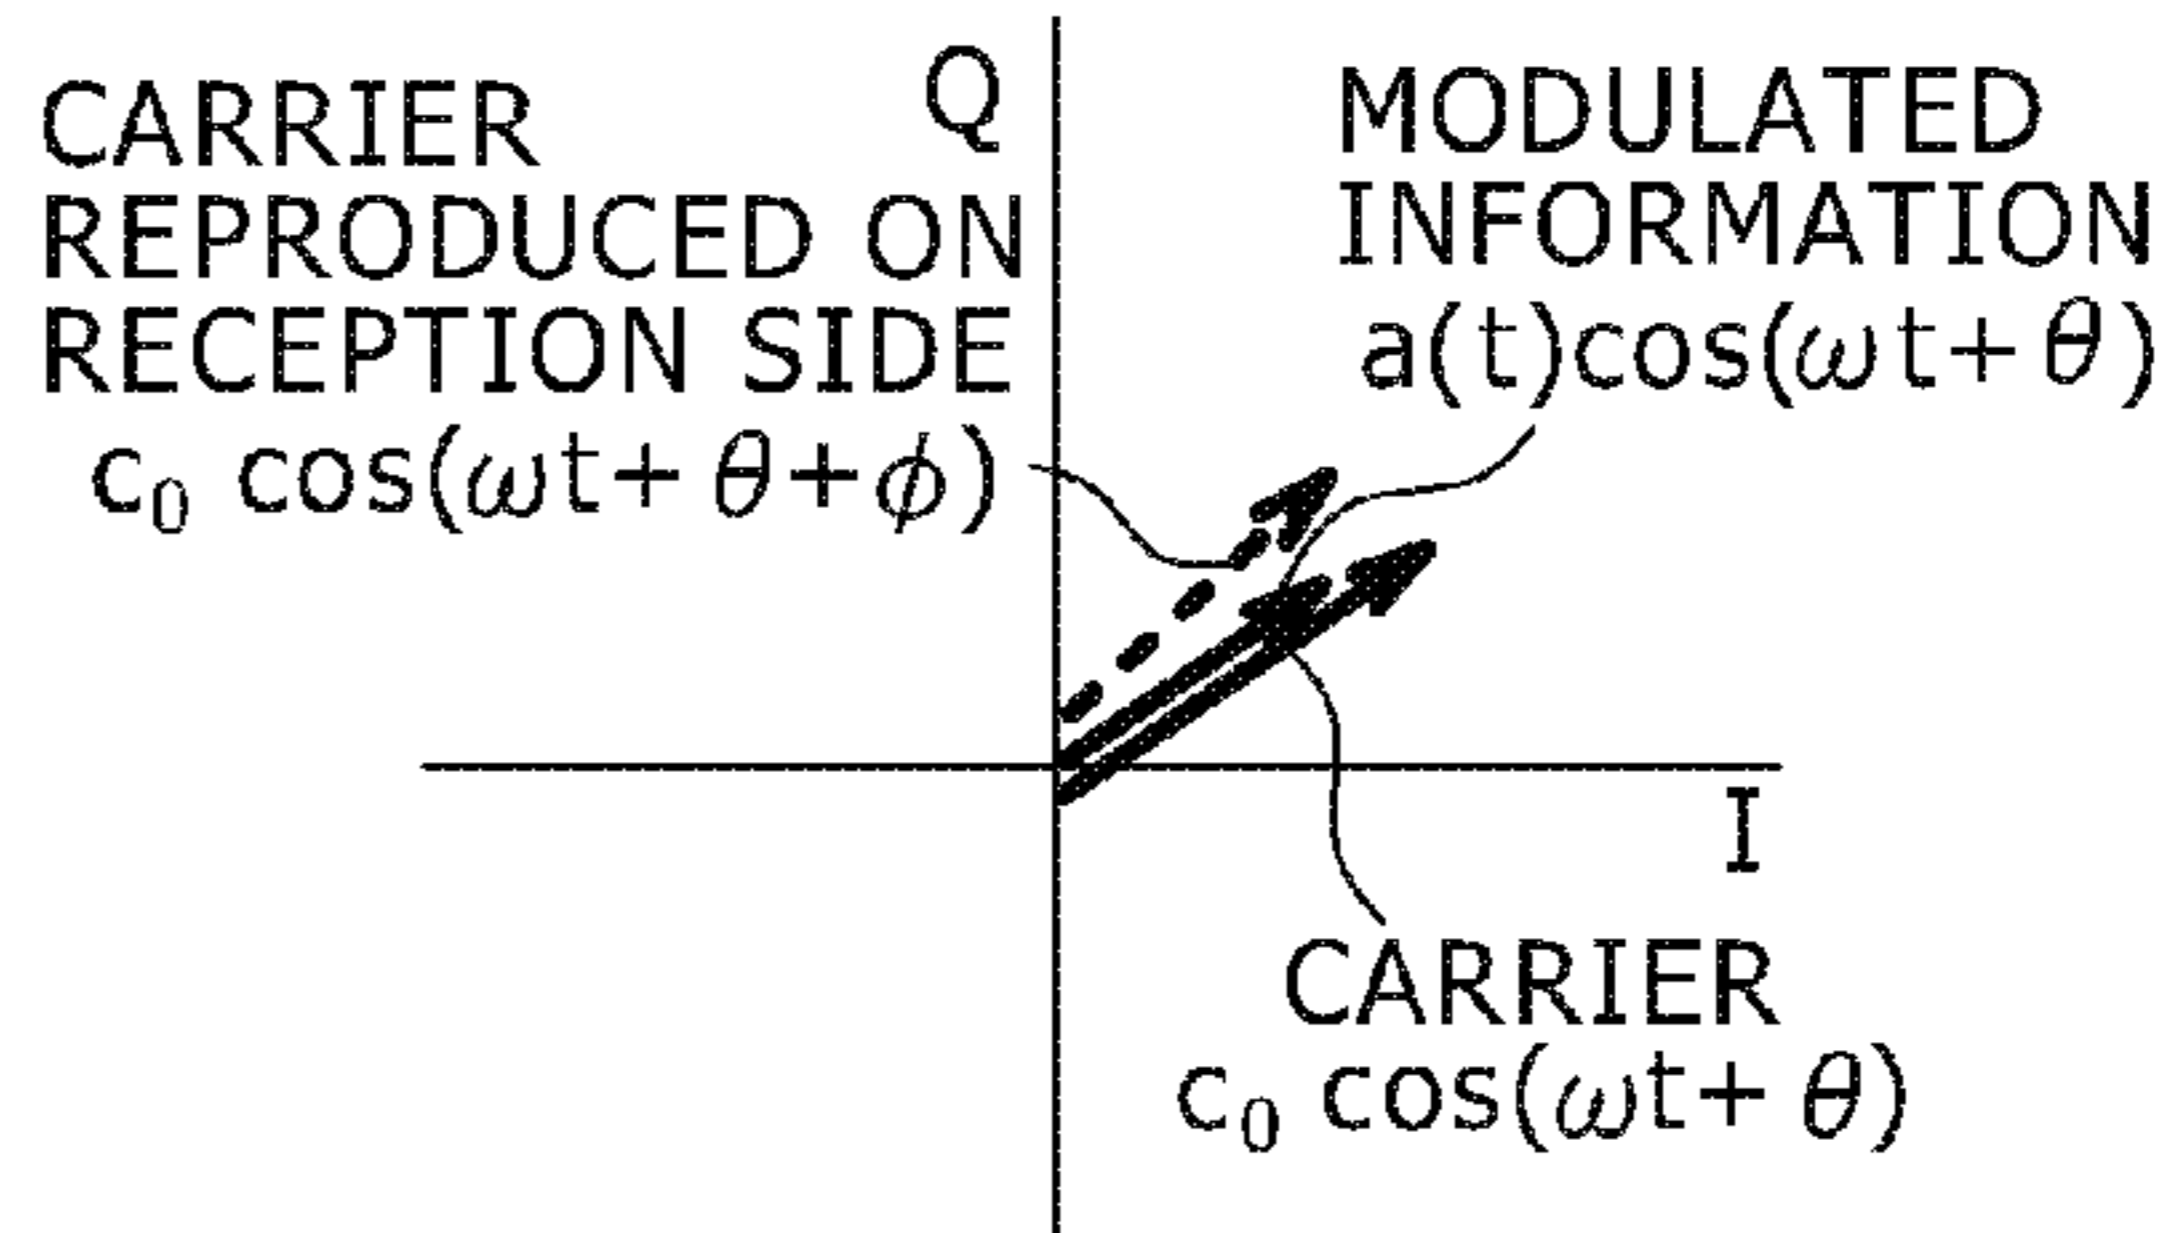 CARRIER
REPRODUCED ON
RECEPTION SIDE
c₀ cos(ωt+θ+ϕ)
Q
MODULATED
INFORMATION
a(t)cos(ωt+θ)
I
CARRIER
c₀ cos(ωt+θ)